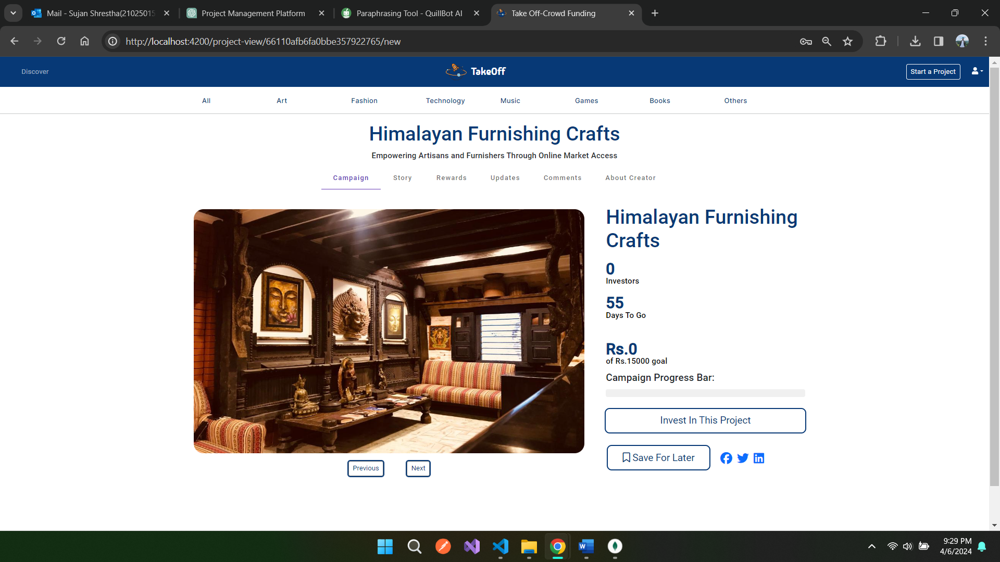 Mail - Sujan Shrestha(21025015
Project Management Platform
Paraphrasing Tool - QuillBot AI
Take Off-Crowd Funding
http://localhost:4200/project-view/66110afb6fa0bbe357922765/new
Discover
TakeOff
Start a Project
All
Art
Fashion
Technology
Music
Games
Books
Others
Himalayan Furnishing Crafts
Empowering Artisans and Furnishers Through Online Market Access
Campaign
Story
Rewards
Updates
Comments
About Creator
Himalayan Furnishing
Crafts
0
Investors
55
Days To Go
Rs.0
of Rs.15000 goal
Campaign Progress Bar:
Invest In This Project
Save For Later
Previous
Next
9:29 PM
4/6/2024